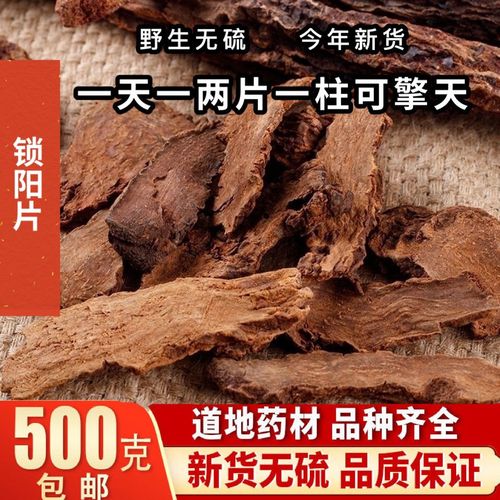 野生无硫 今年新货
一天一两片一柱可擎天
锁阳片
500克
包邮
道地药材 品种齐全
新货无硫 品质保证